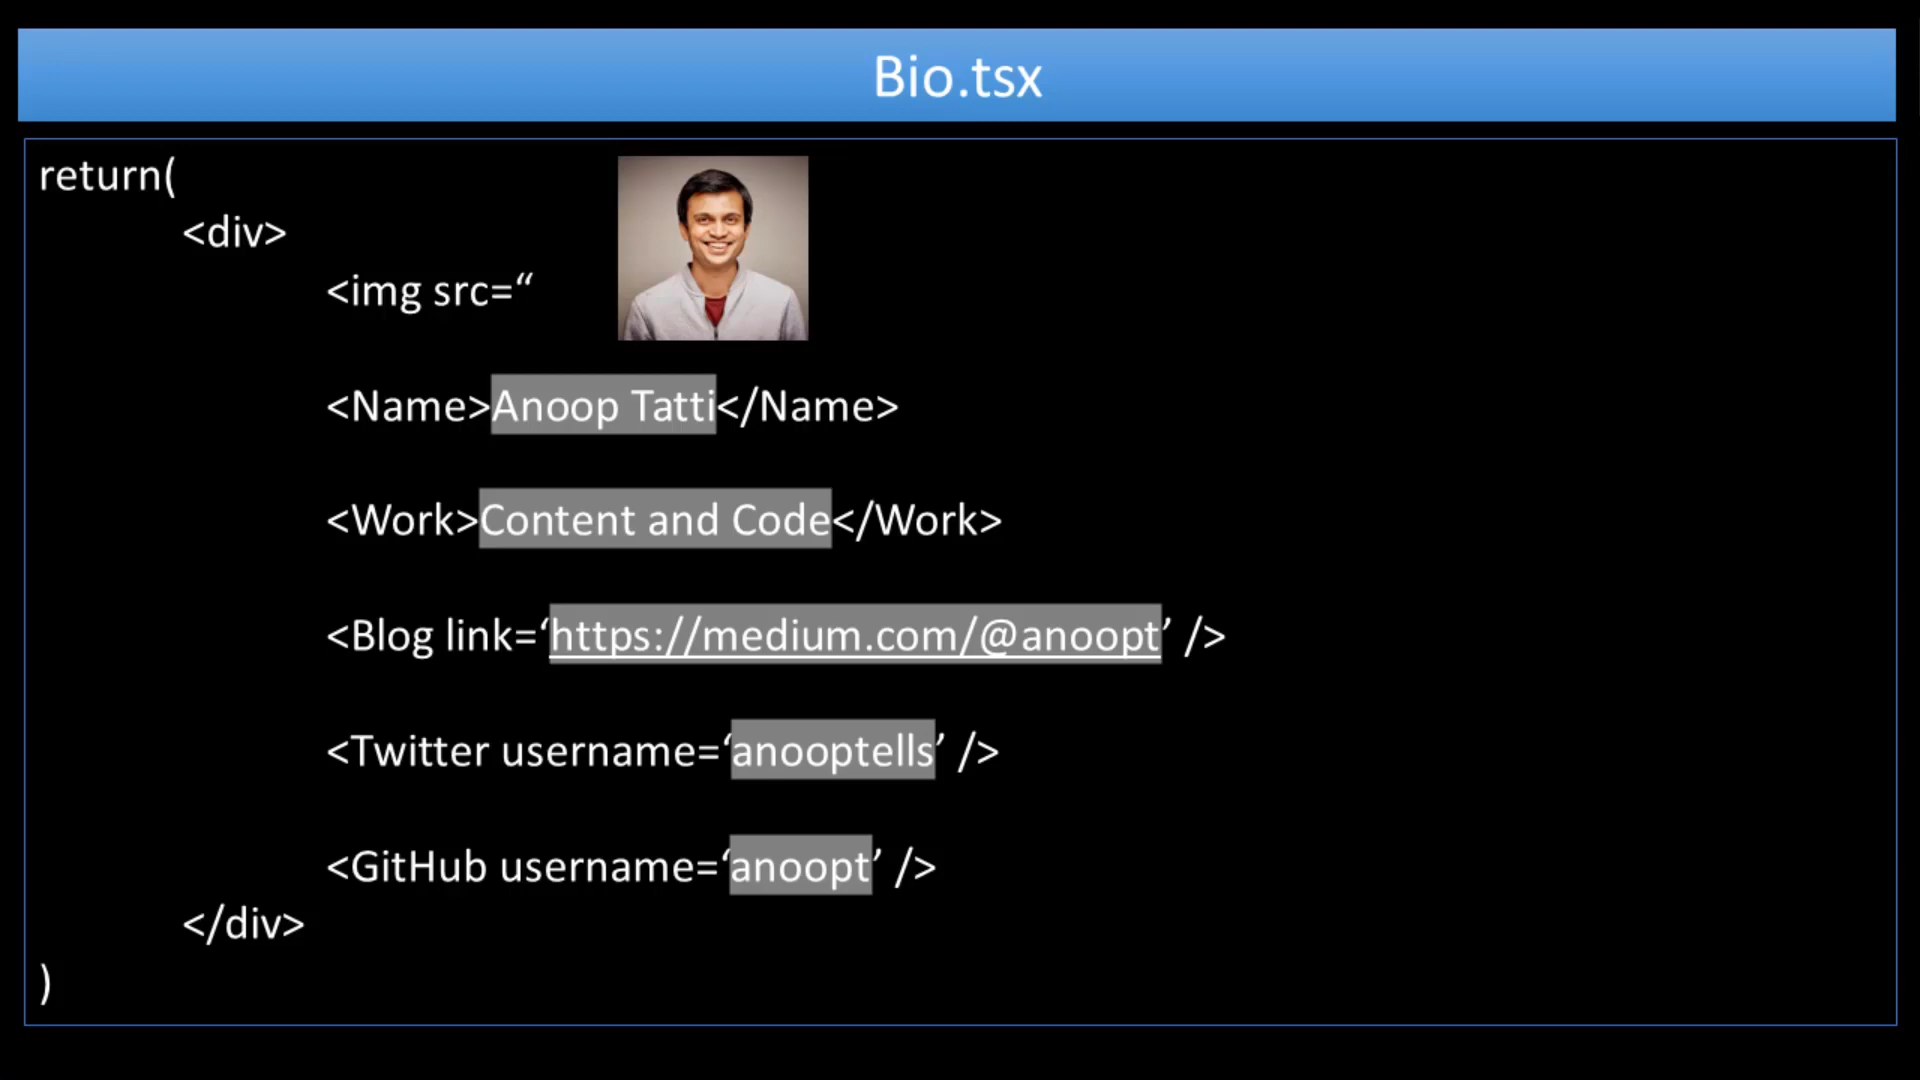 Bio.tsx
return(
<div>
<img src=“
<Name>Anoop Tatti</Name>
<Work>Content and Code</Work>
<Blog link=‘https://medium.com/@anoopt’ />
<Twitter username=‘anooptells’ />
<GitHub username=‘anoopt’ />
</div>
)